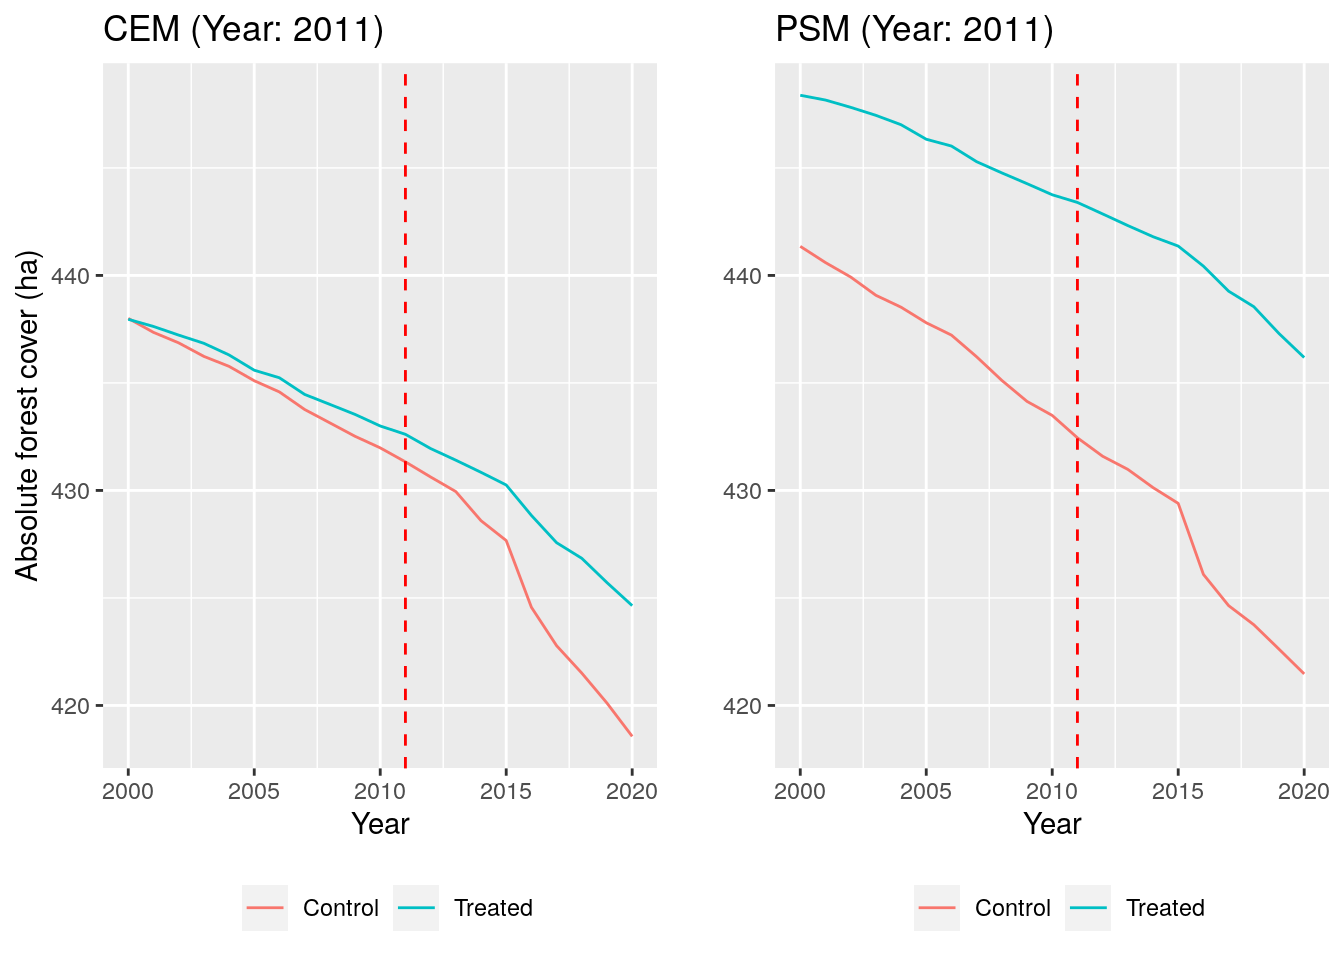 CEM (Year: 2011)
Absolute forest cover (ha)
440
430
420
2000 2005 2010 2015 2020
Year
Control Treated
PSM (Year: 2011)
440
430
420
2000 2005 2010 2015 2020
Year
Control Treated